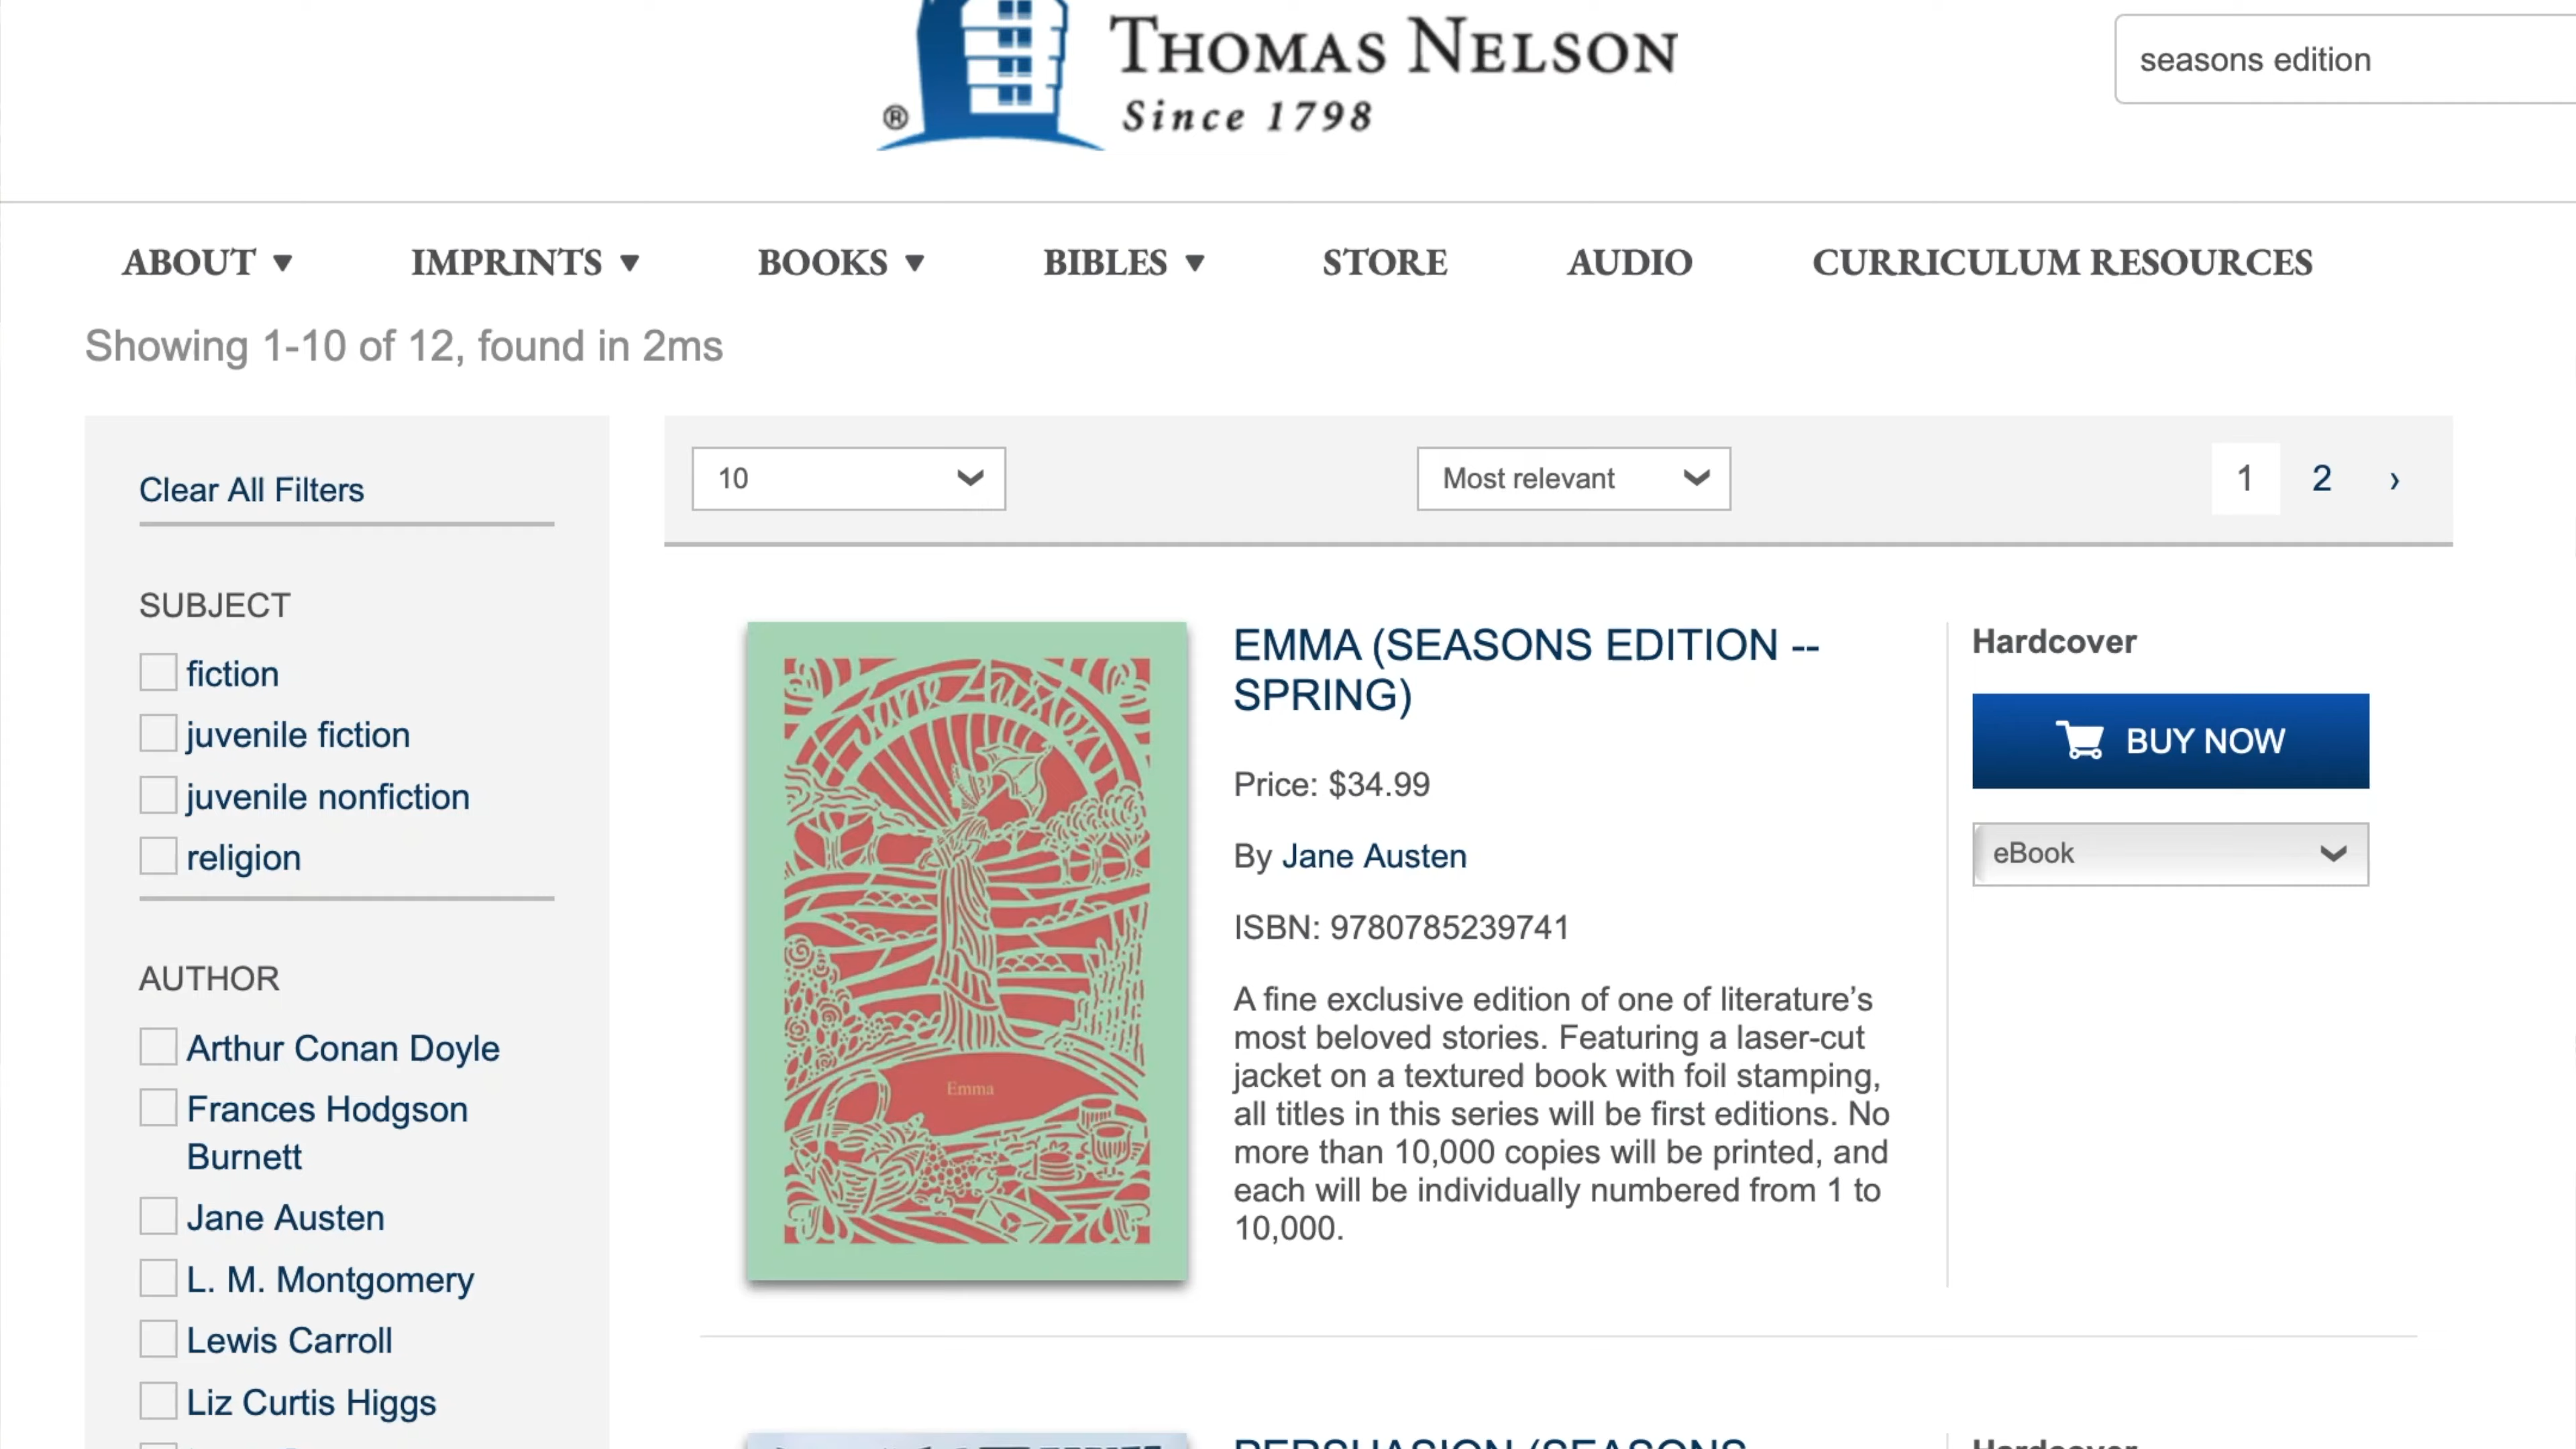 THOMAS NELSON
Since 1798
®
seasons edition
ABOUT ▼ IMPRINTS ▼ BOOKS ▼ BIBLES ▼ STORE AUDIO CURRICULUM RESOURCES
Showing 1-10 of 12, found in 2ms
Clear All Filters
SUBJECT
fiction
juvenile fiction
juvenile nonfiction
religion
AUTHOR
Arthur Conan Doyle
Frances Hodgson
Burnett
Jane Austen
L. M. Montgomery
Lewis Carroll
Liz Curtis Higgs
10
Most relevant
1 2 ›
Jane Austen
Emma
EMMA (SEASONS EDITION --
SPRING)
Price: $34.99
By Jane Austen
ISBN: 9780785239741
A fine exclusive edition of one of literature’s
most beloved stories. Featuring a laser-cut
jacket on a textured book with foil stamping,
all titles in this series will be first editions. No
more than 10,000 copies will be printed, and
each will be individually numbered from 1 to
10,000.
Hardcover
BUY NOW
eBook
PERSUASION (SEASONS
Hardcover